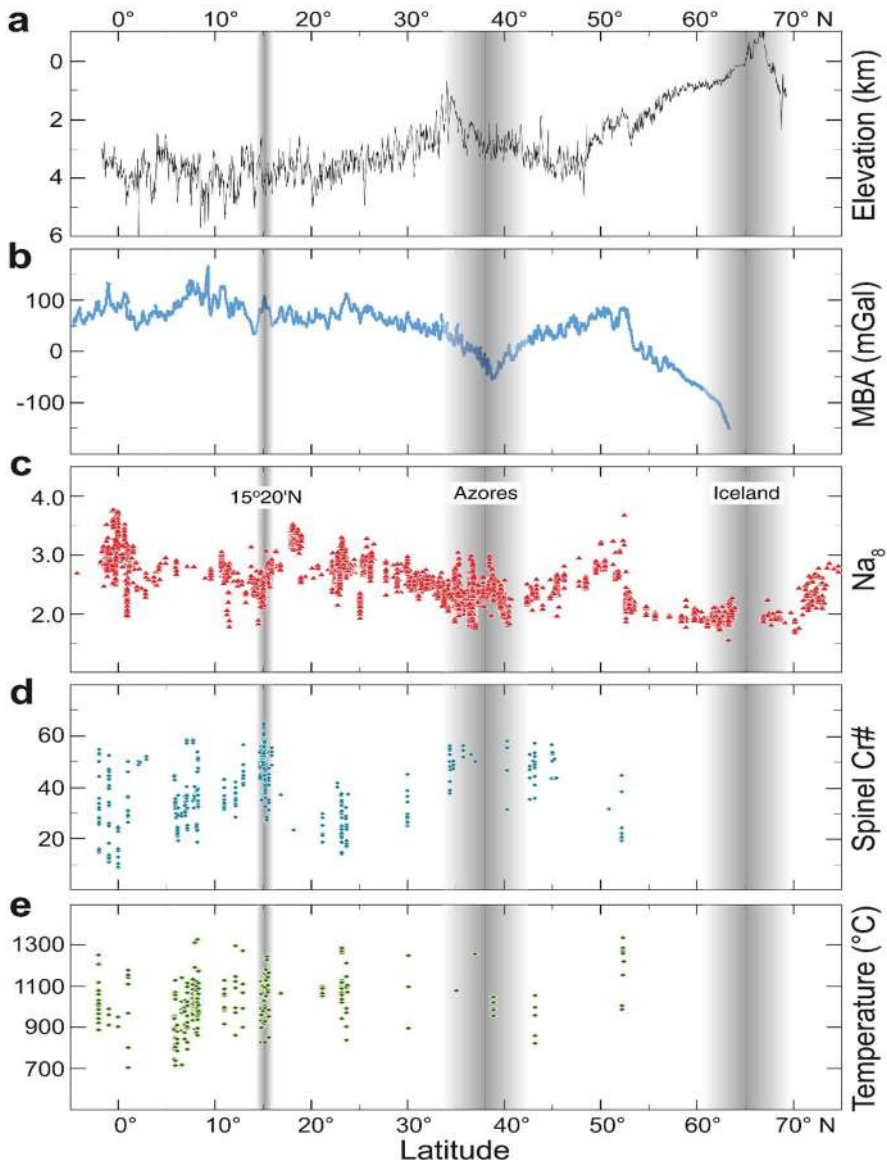 a
0° 10° 20° 30° 40° 50° 60° 70° N
0
2
4
6
Elevation (km)
b
100
0
-100
MBA (mGal)
c
4.0
3.0
2.0
15°20'N
Azores
Iceland
Na₈
d
60
40
20
Spinel Cr#
e
1300
1100
900
700
Temperature (°C)
0° 10° 20° 30° 40° 50° 60° 70° N
Latitude